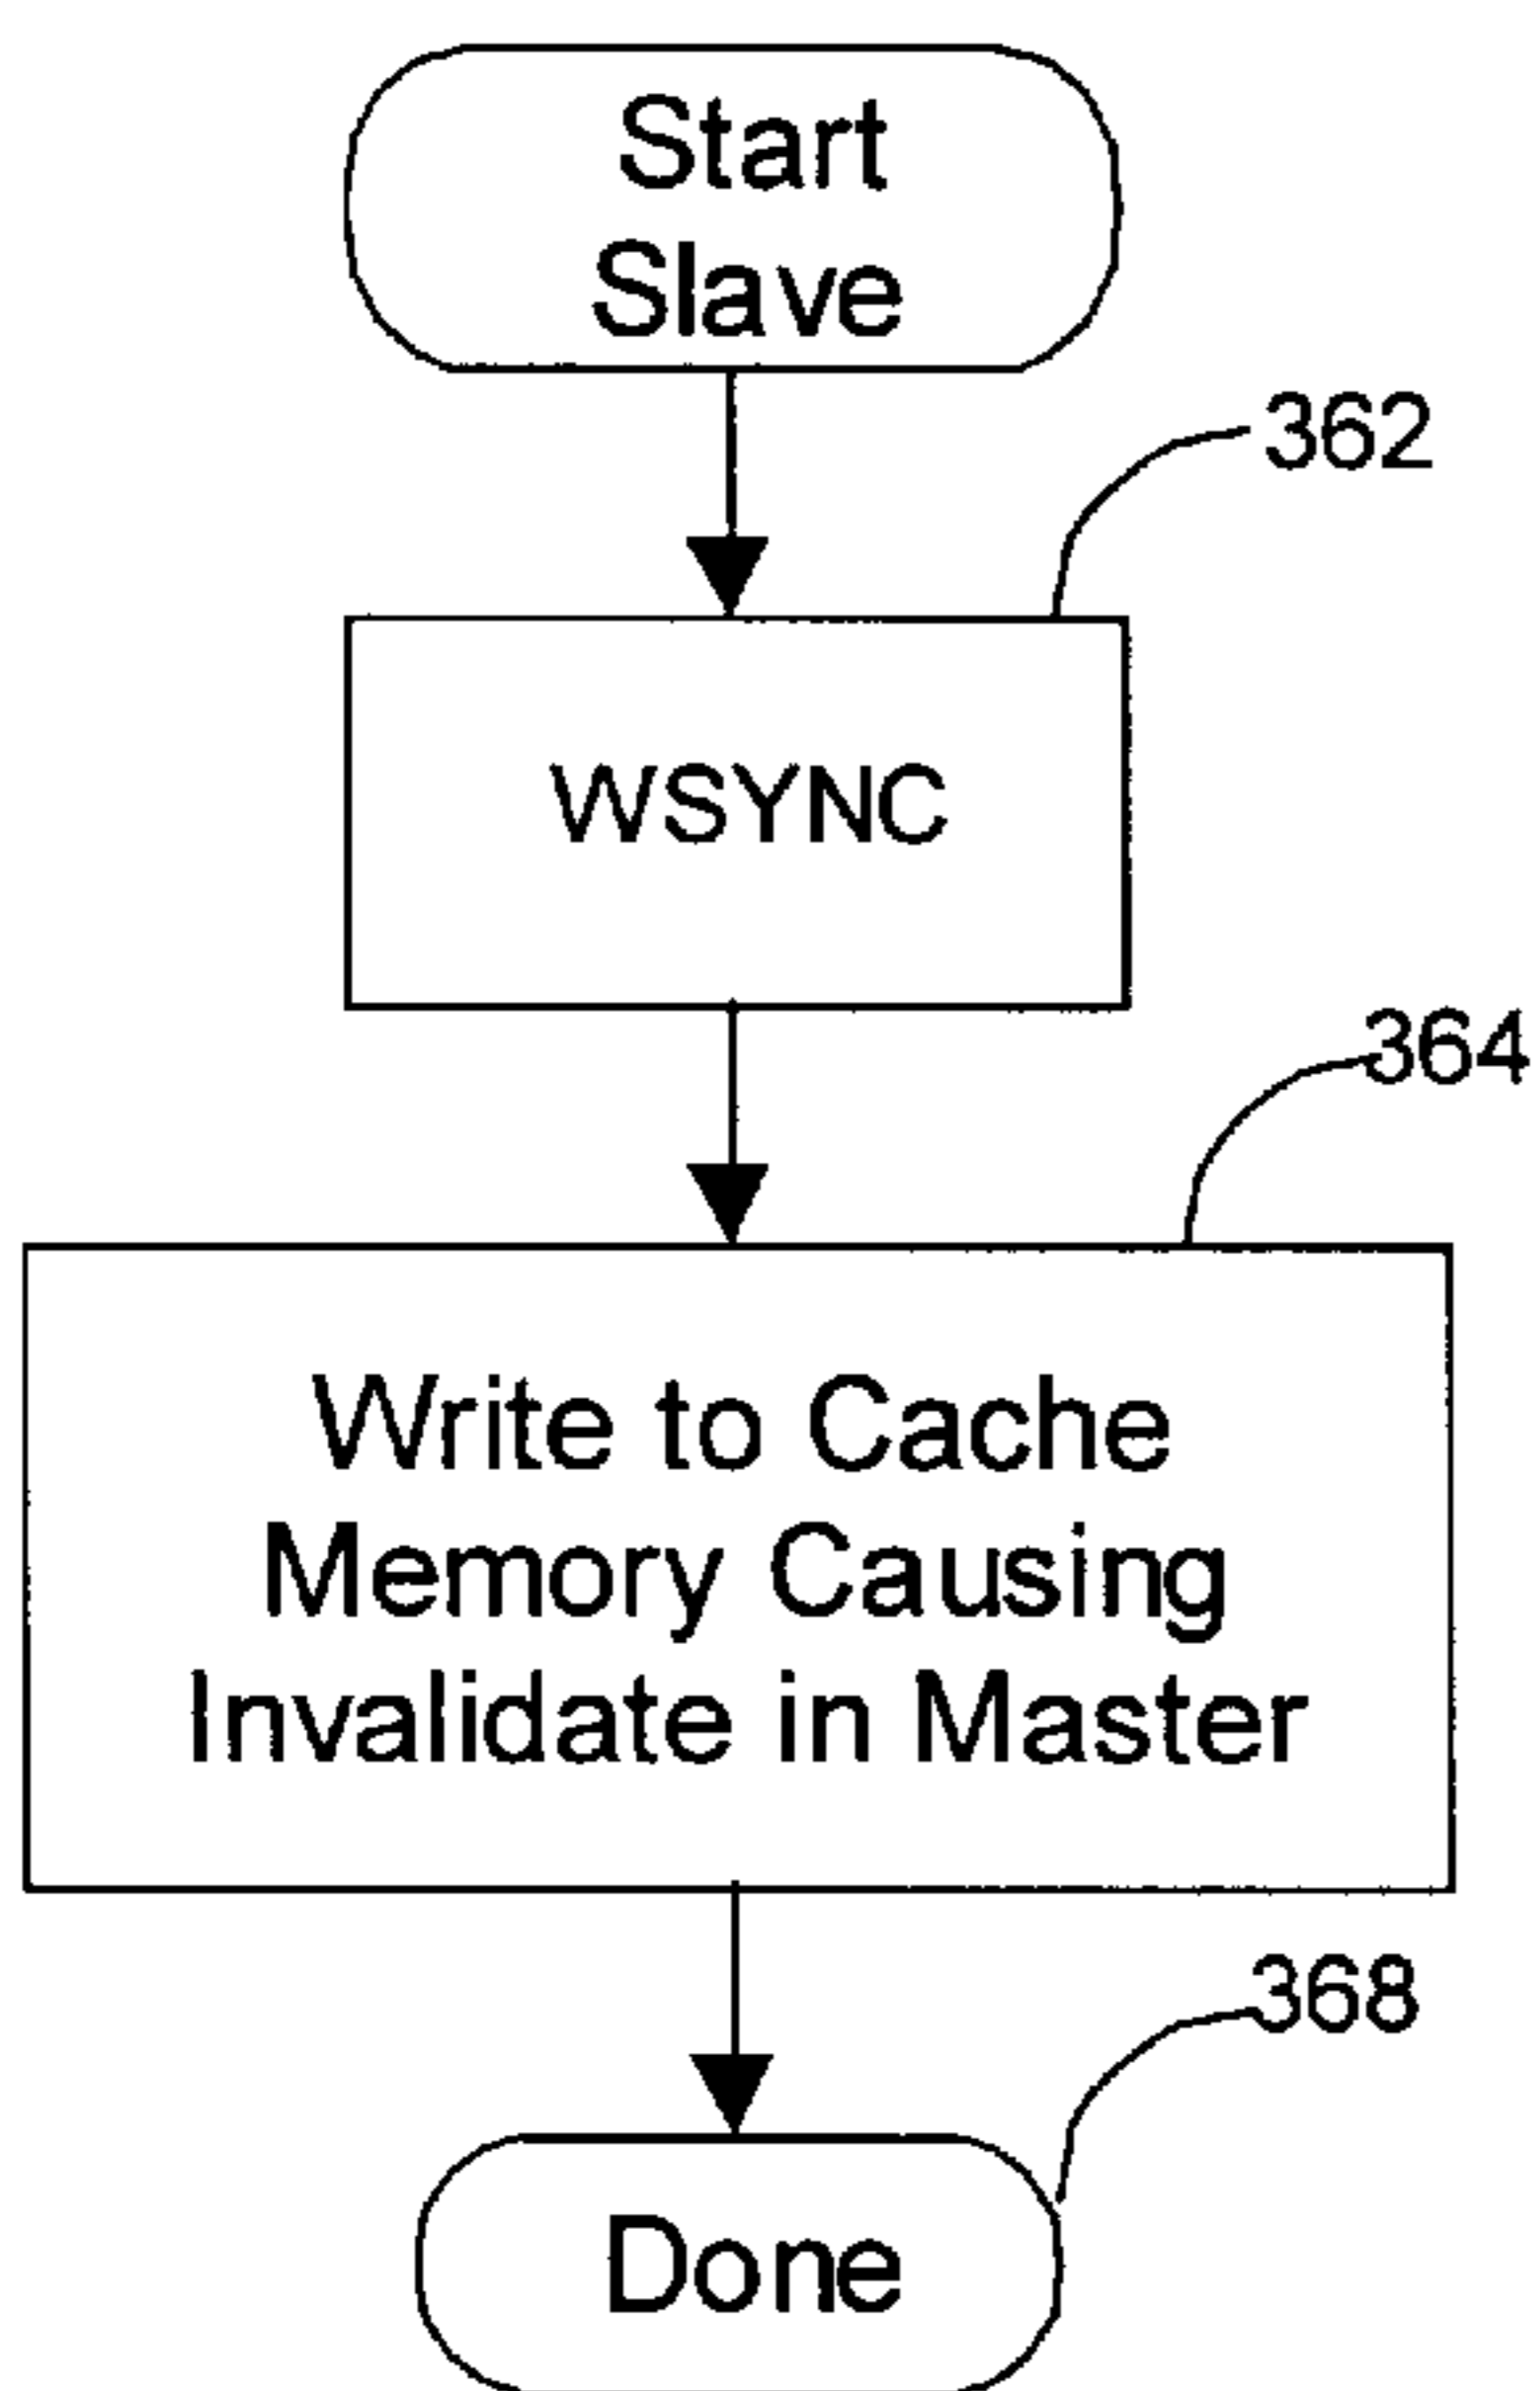 Start
Slave
362
WSYNC
364
Write to Cache
Memory Causing
Invalidate in Master
368
Done